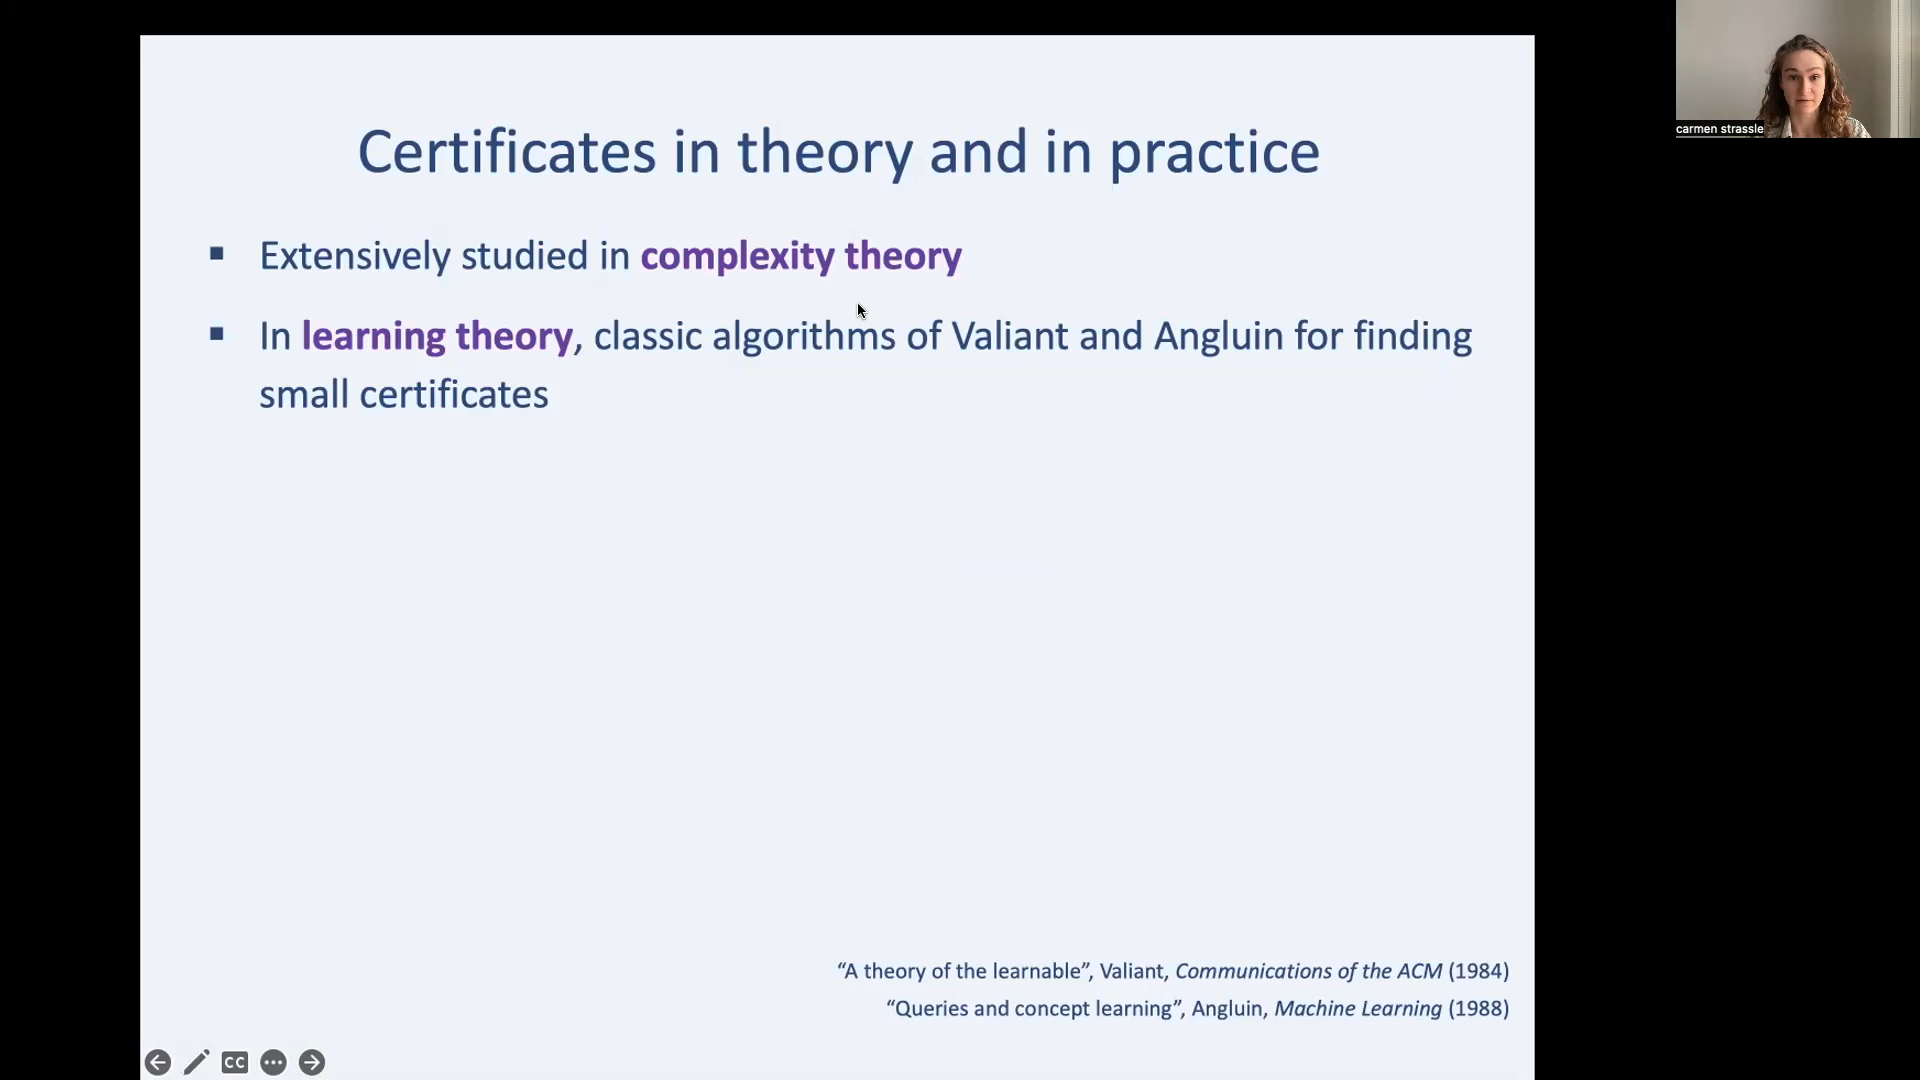 Certificates in theory and in practice
carmen strassle
▪ Extensively studied in complexity theory
▪ In learning theory, classic algorithms of Valiant and Angluin for finding
small certificates
“A theory of the learnable”, Valiant, Communications of the ACM (1984)
“Queries and concept learning”, Angluin, Machine Learning (1988)
CC